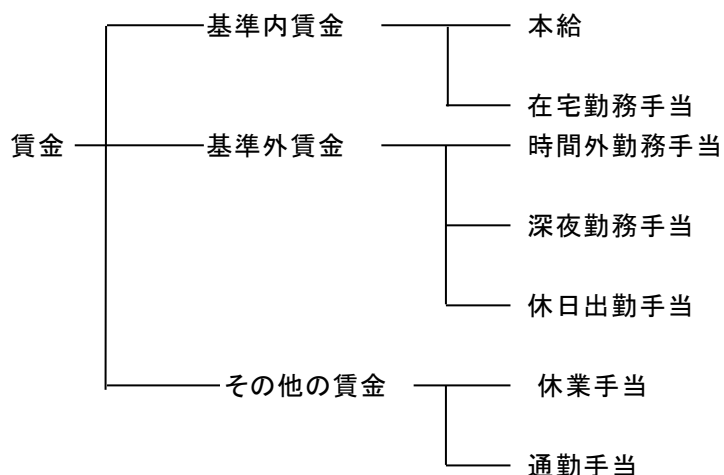 基準内賃金 本給
在宅勤務手当
賃金 基準外賃金 時間外勤務手当
深夜勤務手当
休日出勤手当
その他の賃金 休業手当
通勤手当